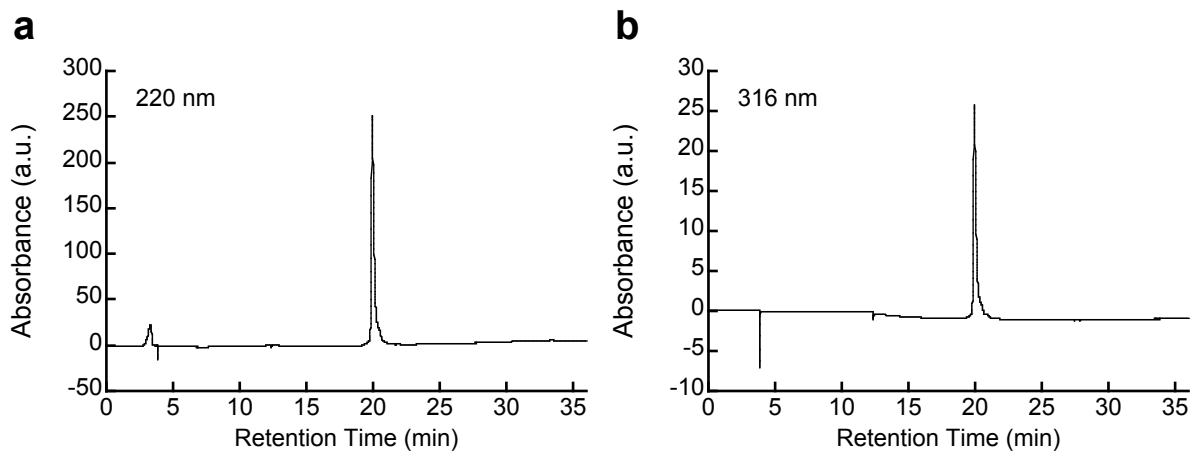 a
220 nm
Absorbance (a.u.)
300
250
200
150
100
50
0
-50
0 5 10 15 20 25 30 35
Retention Time (min)
b
316 nm
Absorbance (a.u.)
30
25
20
15
10
5
0
-5
-10
0 5 10 15 20 25 30 35
Retention Time (min)